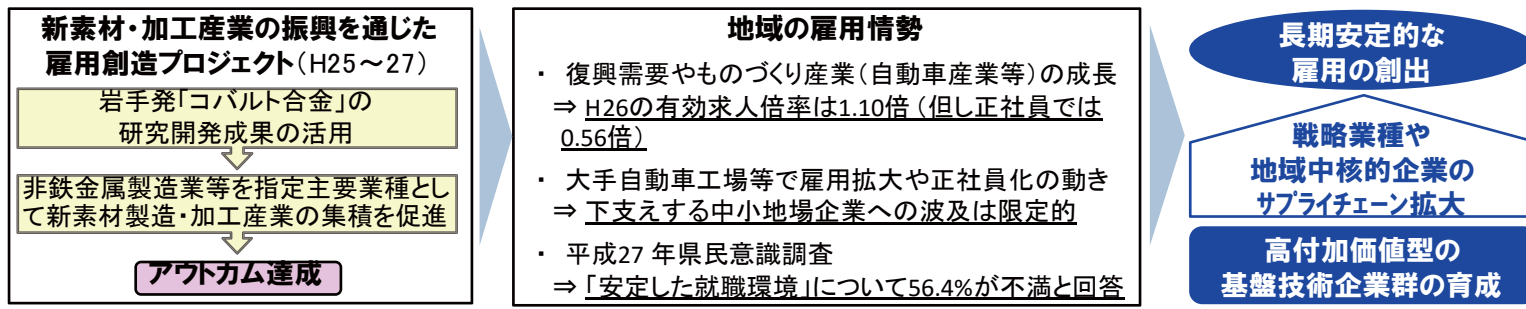 新素材・加工産業の振興を通じた
雇用創造プロジェクト(H25～27)
岩手発「コバルト合金」の
研究開発成果の活用
非鉄金属製造業等を指定主要業種とし
て新素材製造・加工産業の集積を促進
アウトカム達成
地域の雇用情勢
・ 復興需要やものづくり産業(自動車産業等)の成長
⇒ H26の有効求人倍率は1.10倍(但し正社員では
0.56倍)
・ 大手自動車工場等で雇用拡大や正社員化の動き
⇒ 下支えする中小地場企業への波及は限定的
・ 平成27 年県民意識調査
⇒「安定した就職環境」について56.4%が不満と回答
長期安定的な
雇用の創出
戦略業種や
地域中核的企業の
サプライチェーン拡大
高付加価値型の
基盤技術企業群の育成